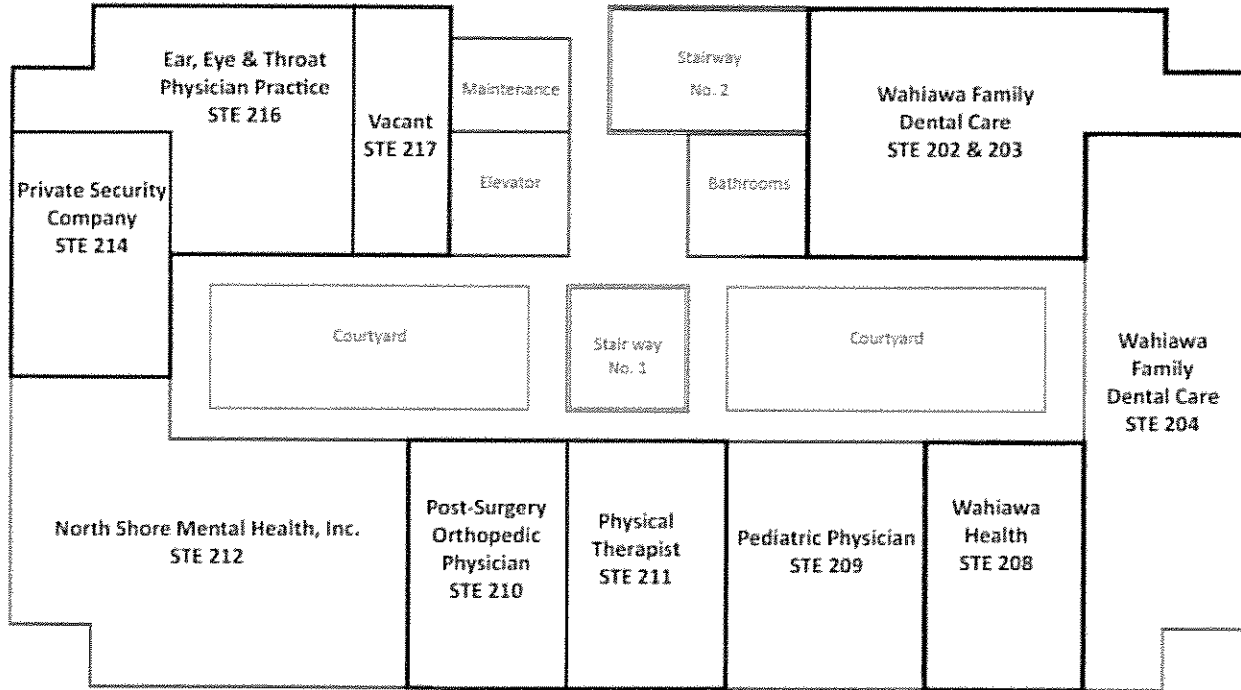 Ear, Eye & Throat
Physician Practice
STE 216
Vacant
STE 217
Maintenance
Elevator
Stairway
No. 2
Bathrooms
Wahiawa Family
Dental Care
STE 202 & 203
Private Security
Company
STE 214
Courtyard
Stair way
No. 1
Courtyard
Wahiawa
Family
Dental Care
STE 204
North Shore Mental Health, Inc.
STE 212
Post-Surgery
Orthopedic
Physician
STE 210
Physical
Therapist
STE 211
Pediatric Physician
STE 209
Wahiawa
Health
STE 208